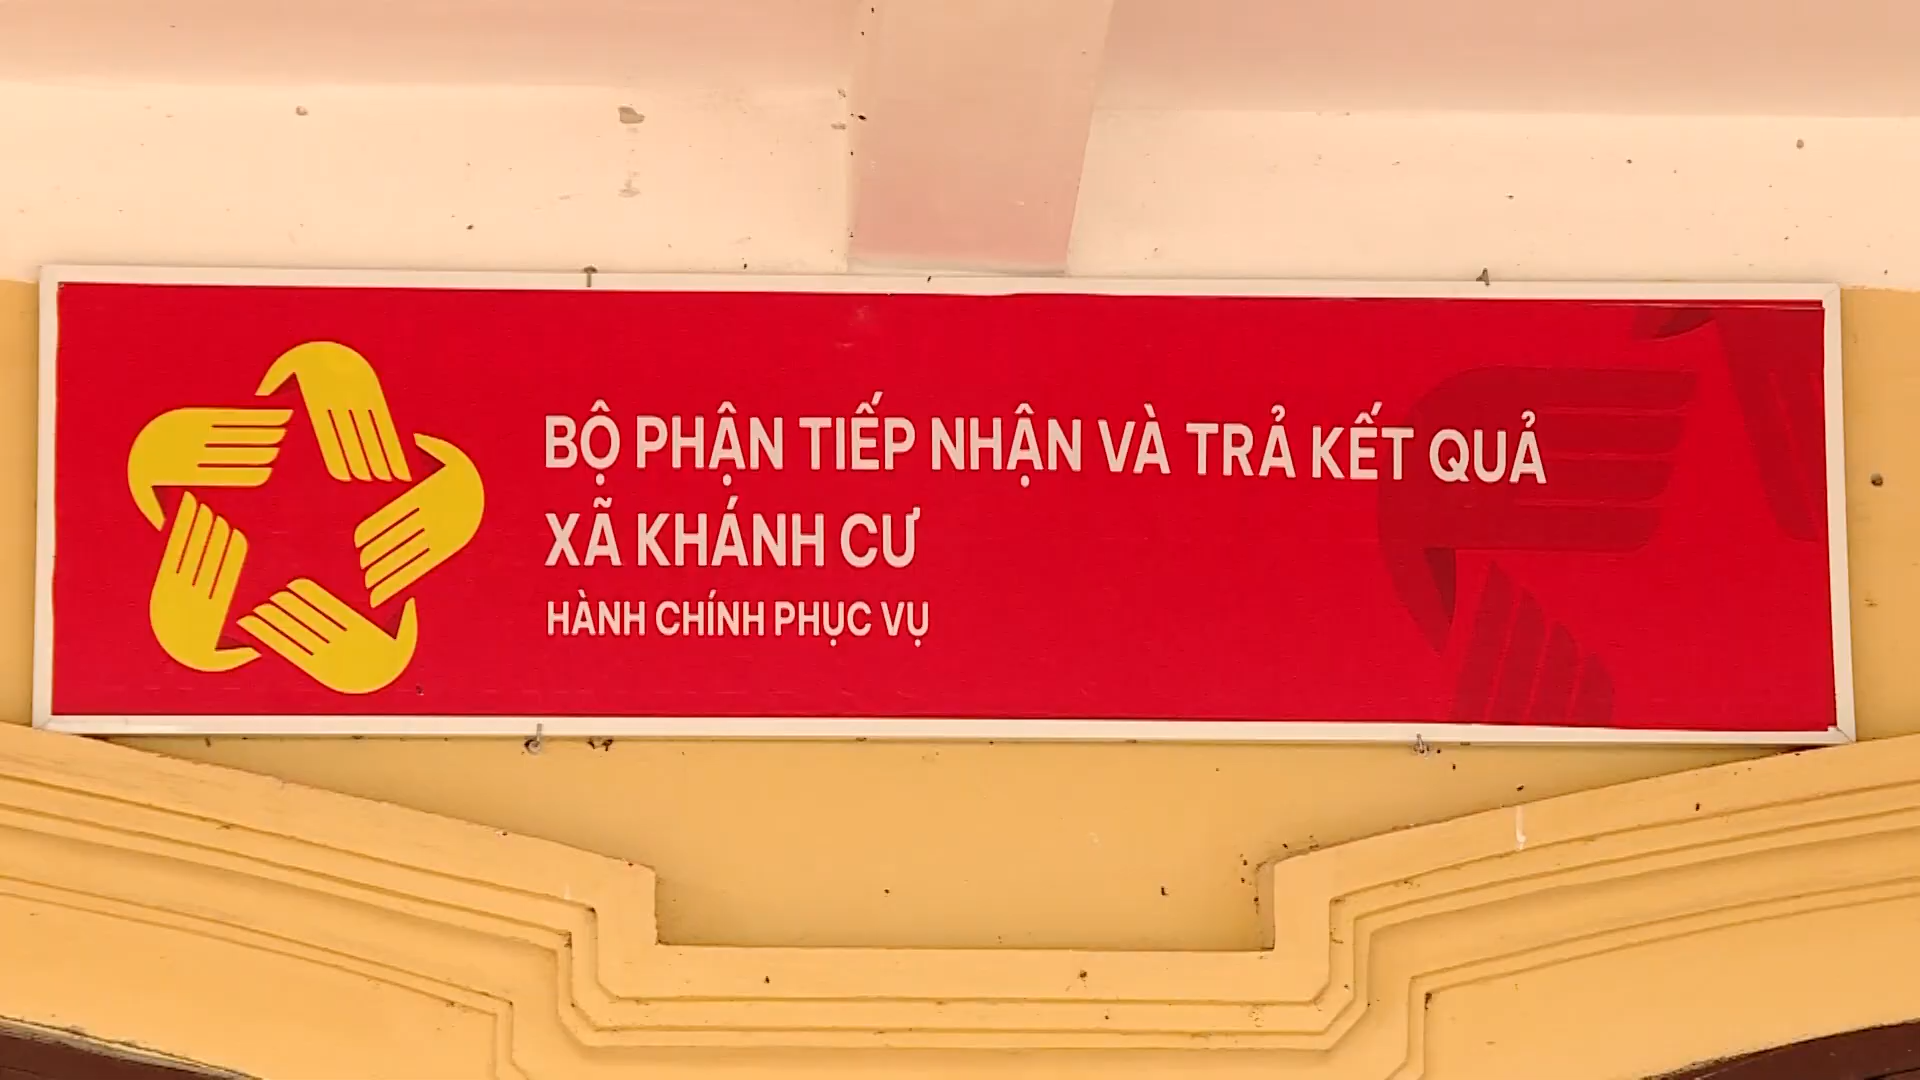 BỘ PHẬN TIẾP NHẬN VÀ TRẢ KẾT QUẢ
XÃ KHÁNH CƯ
HÀNH CHÍNH PHỤC VỤ